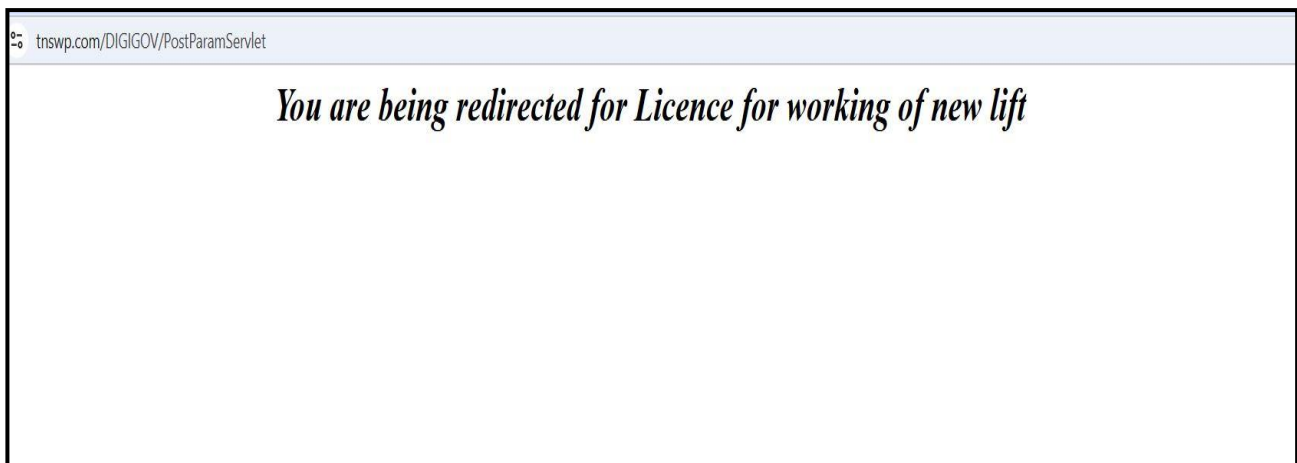 tnswp.com/DIGIGOV/PostParamServlet
You are being redirected for Licence for working of new lift